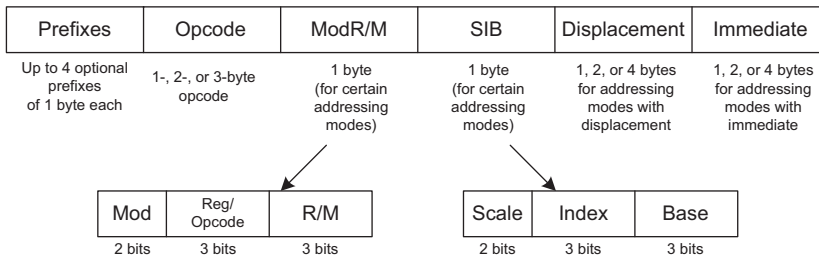 Prefixes
Opcode
ModR/M
SIB
Displacement
Immediate
Up to 4 optional
prefixes
of 1 byte each
1-, 2-, or 3-byte
opcode
1 byte
(for certain
addressing
modes)
1 byte
(for certain
addressing
modes)
1, 2, or 4 bytes
for addressing
modes with
displacement
1, 2, or 4 bytes
for addressing
modes with
immediate
Mod
Reg/
Opcode
R/M
Scale
Index
Base
2 bits
3 bits
3 bits
2 bits
3 bits
3 bits